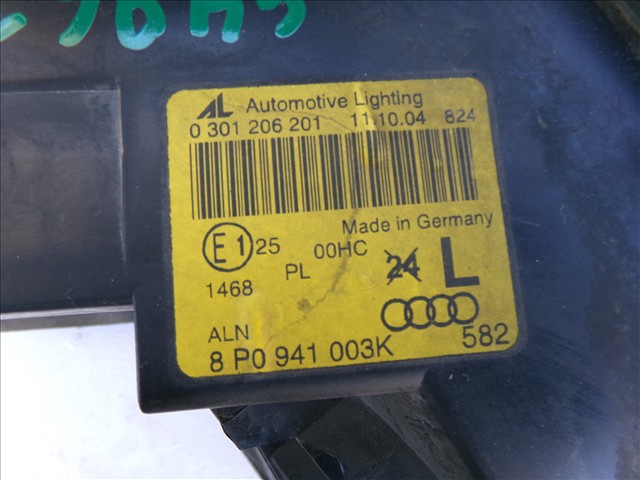 AL Automotive Lighting
0 301 206 201 11.10.04 824
Made in Germany
E1 25 00HC 24 L
1468 PL
ALN 582
8 P0 941 003K